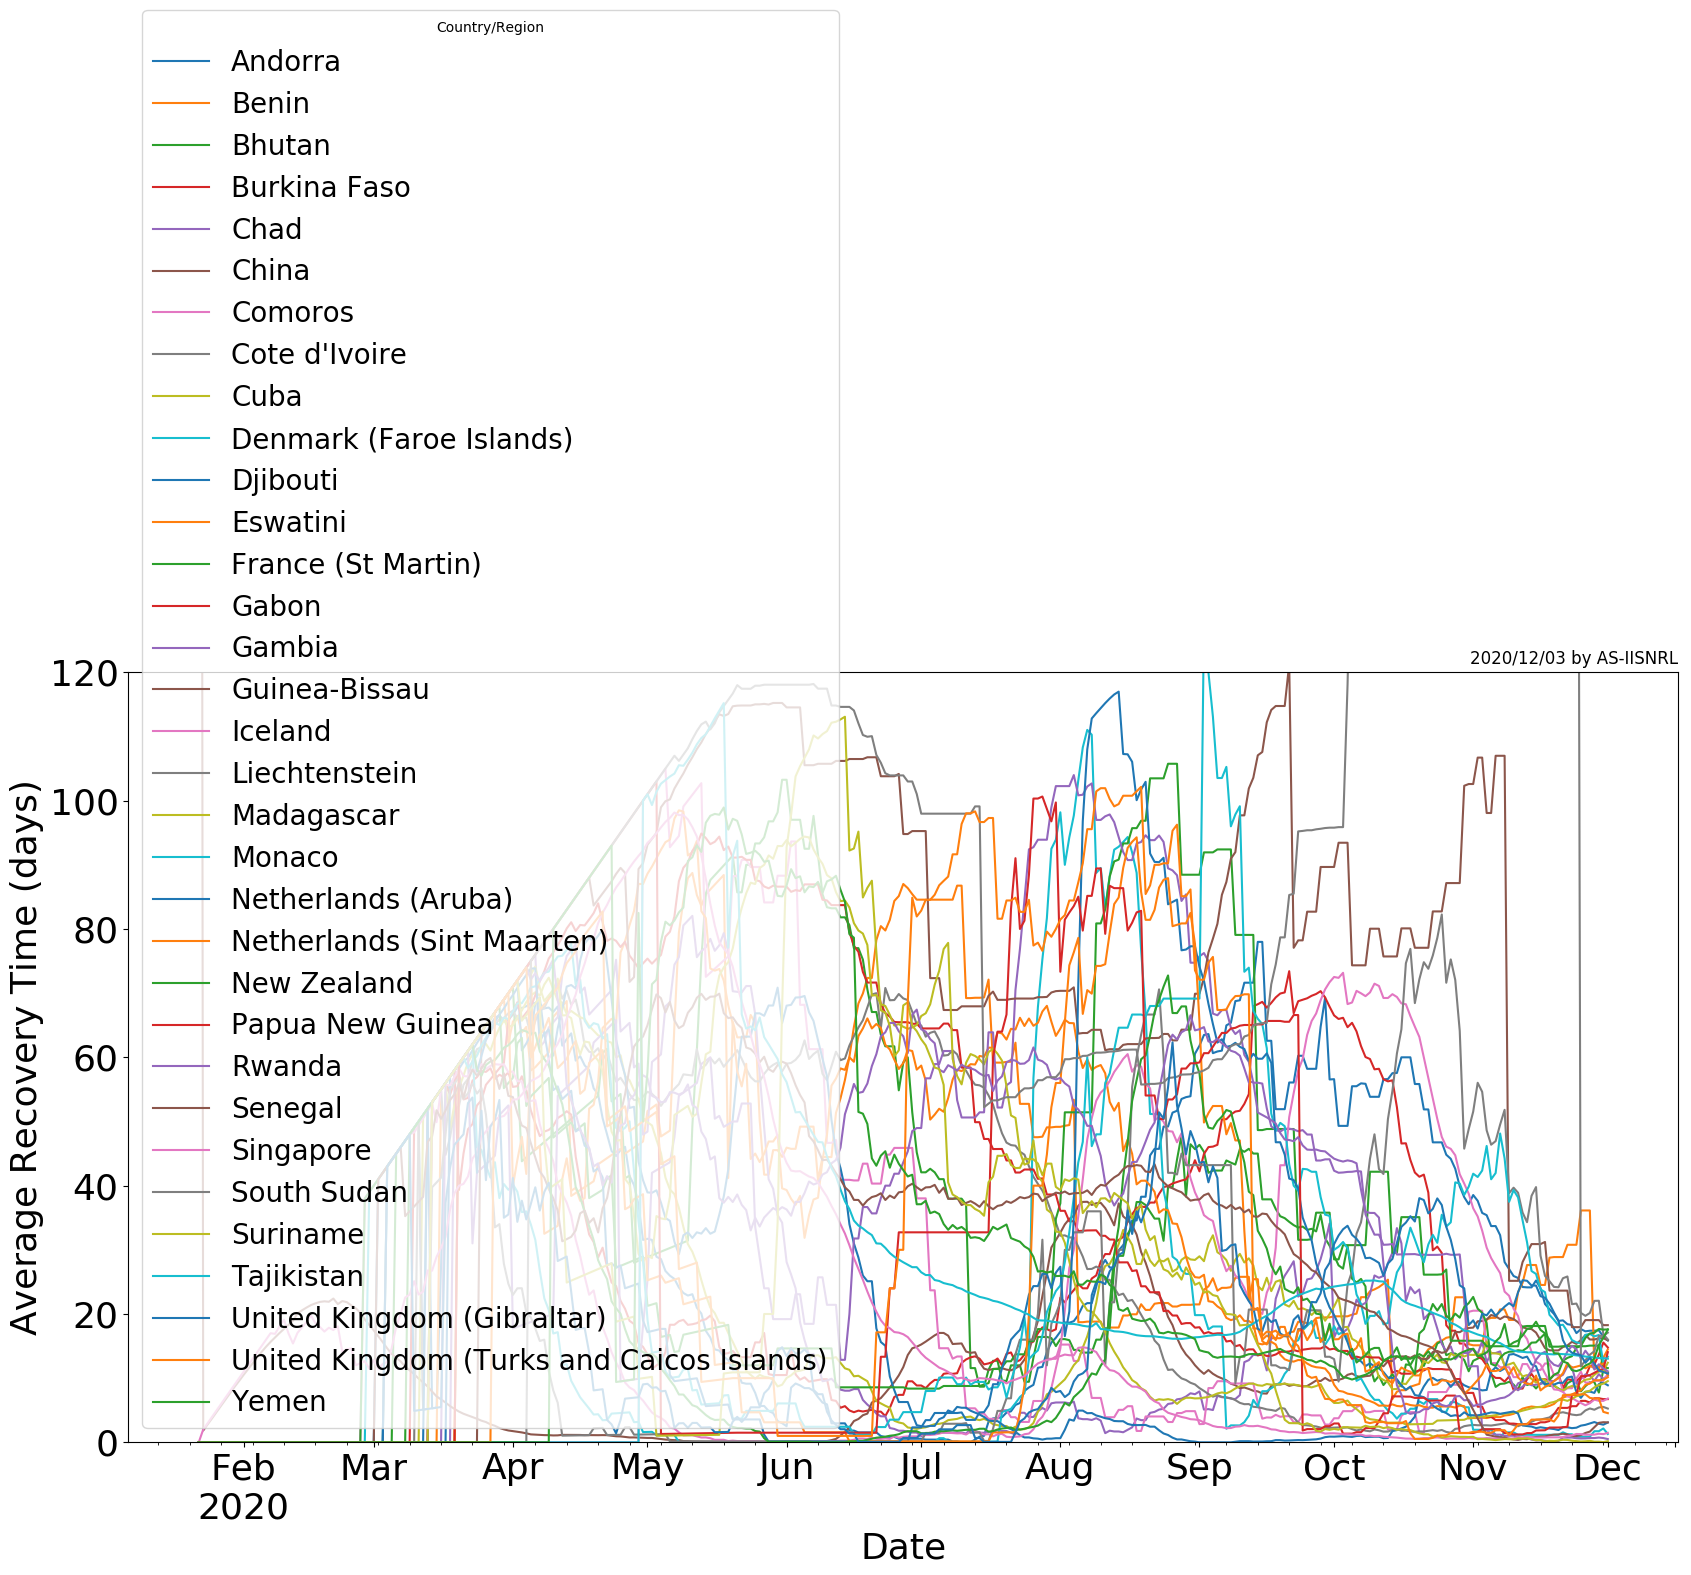 Country/Region
Andorra
Benin
Bhutan
Burkina Faso
Chad
China
Comoros
Cote d'Ivoire
Cuba
Denmark (Faroe Islands)
Djibouti
Eswatini
France (St Martin)
Gabon
Gambia
Guinea-Bissau
Iceland
Liechtenstein
Madagascar
Monaco
Netherlands (Aruba)
Netherlands (Sint Maarten)
New Zealand
Papua New Guinea
Rwanda
Senegal
Singapore
South Sudan
Suriname
Tajikistan
United Kingdom (Gibraltar)
United Kingdom (Turks and Caicos Islands)
Yemen
2020/12/03 by AS-IISNRL
Average Recovery Time (days)
120
100
80
60
40
20
0
Feb Mar Apr May Jun Jul Aug Sep Oct Nov Dec
2020
Date